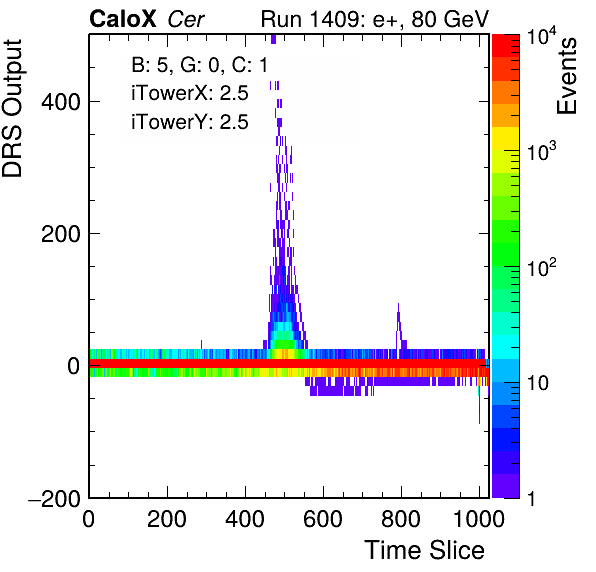 CaloX Cer Run 1409: e+, 80 GeV
B: 5, G: 0, C: 1
iTowerX: 2.5
iTowerY: 2.5
DRS Output
400
200
0
−200
0 200 400 600 800 1000
Time Slice
10^4
10^3
10^2
10
1
Events